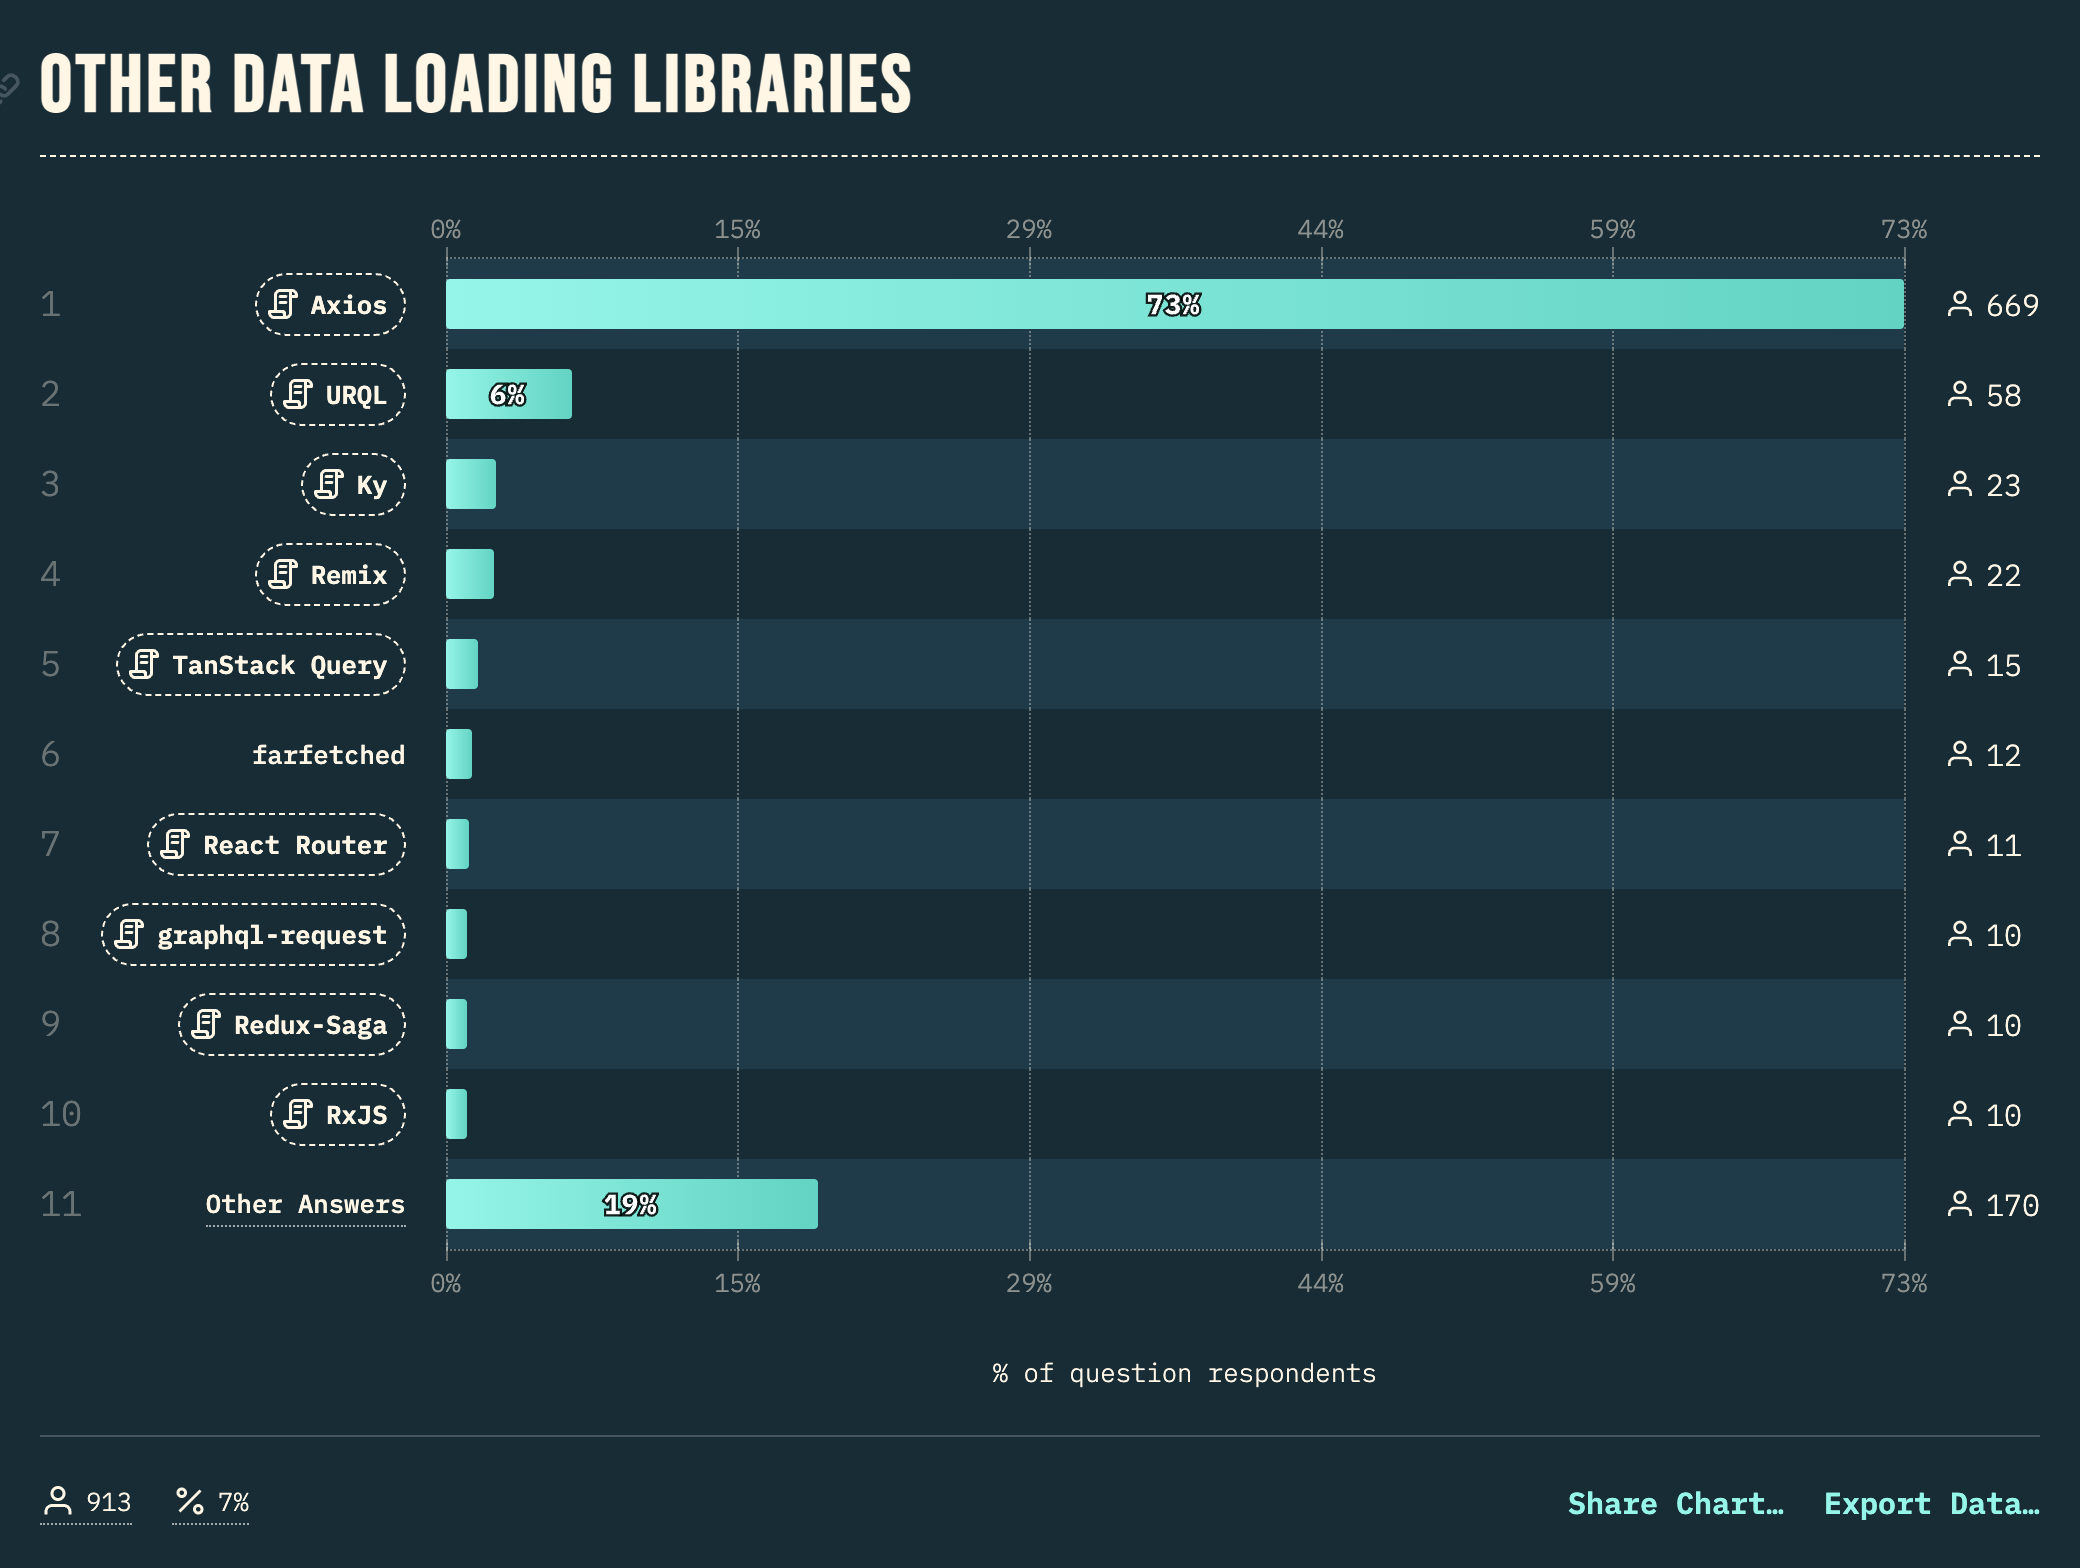 OTHER DATA LOADING LIBRARIES
0% 15% 29% 44% 59% 73%
1 Axios 73% 669
2 URQL 6% 58
3 Ky 23
4 Remix 22
5 TanStack Query 15
6 farfetched 12
7 React Router 11
8 graphql-request 10
9 Redux-Saga 10
10 RxJS 10
11 Other Answers 19% 170
0% 15% 29% 44% 59% 73%
% of question respondents
913 7% Share Chart… Export Data…